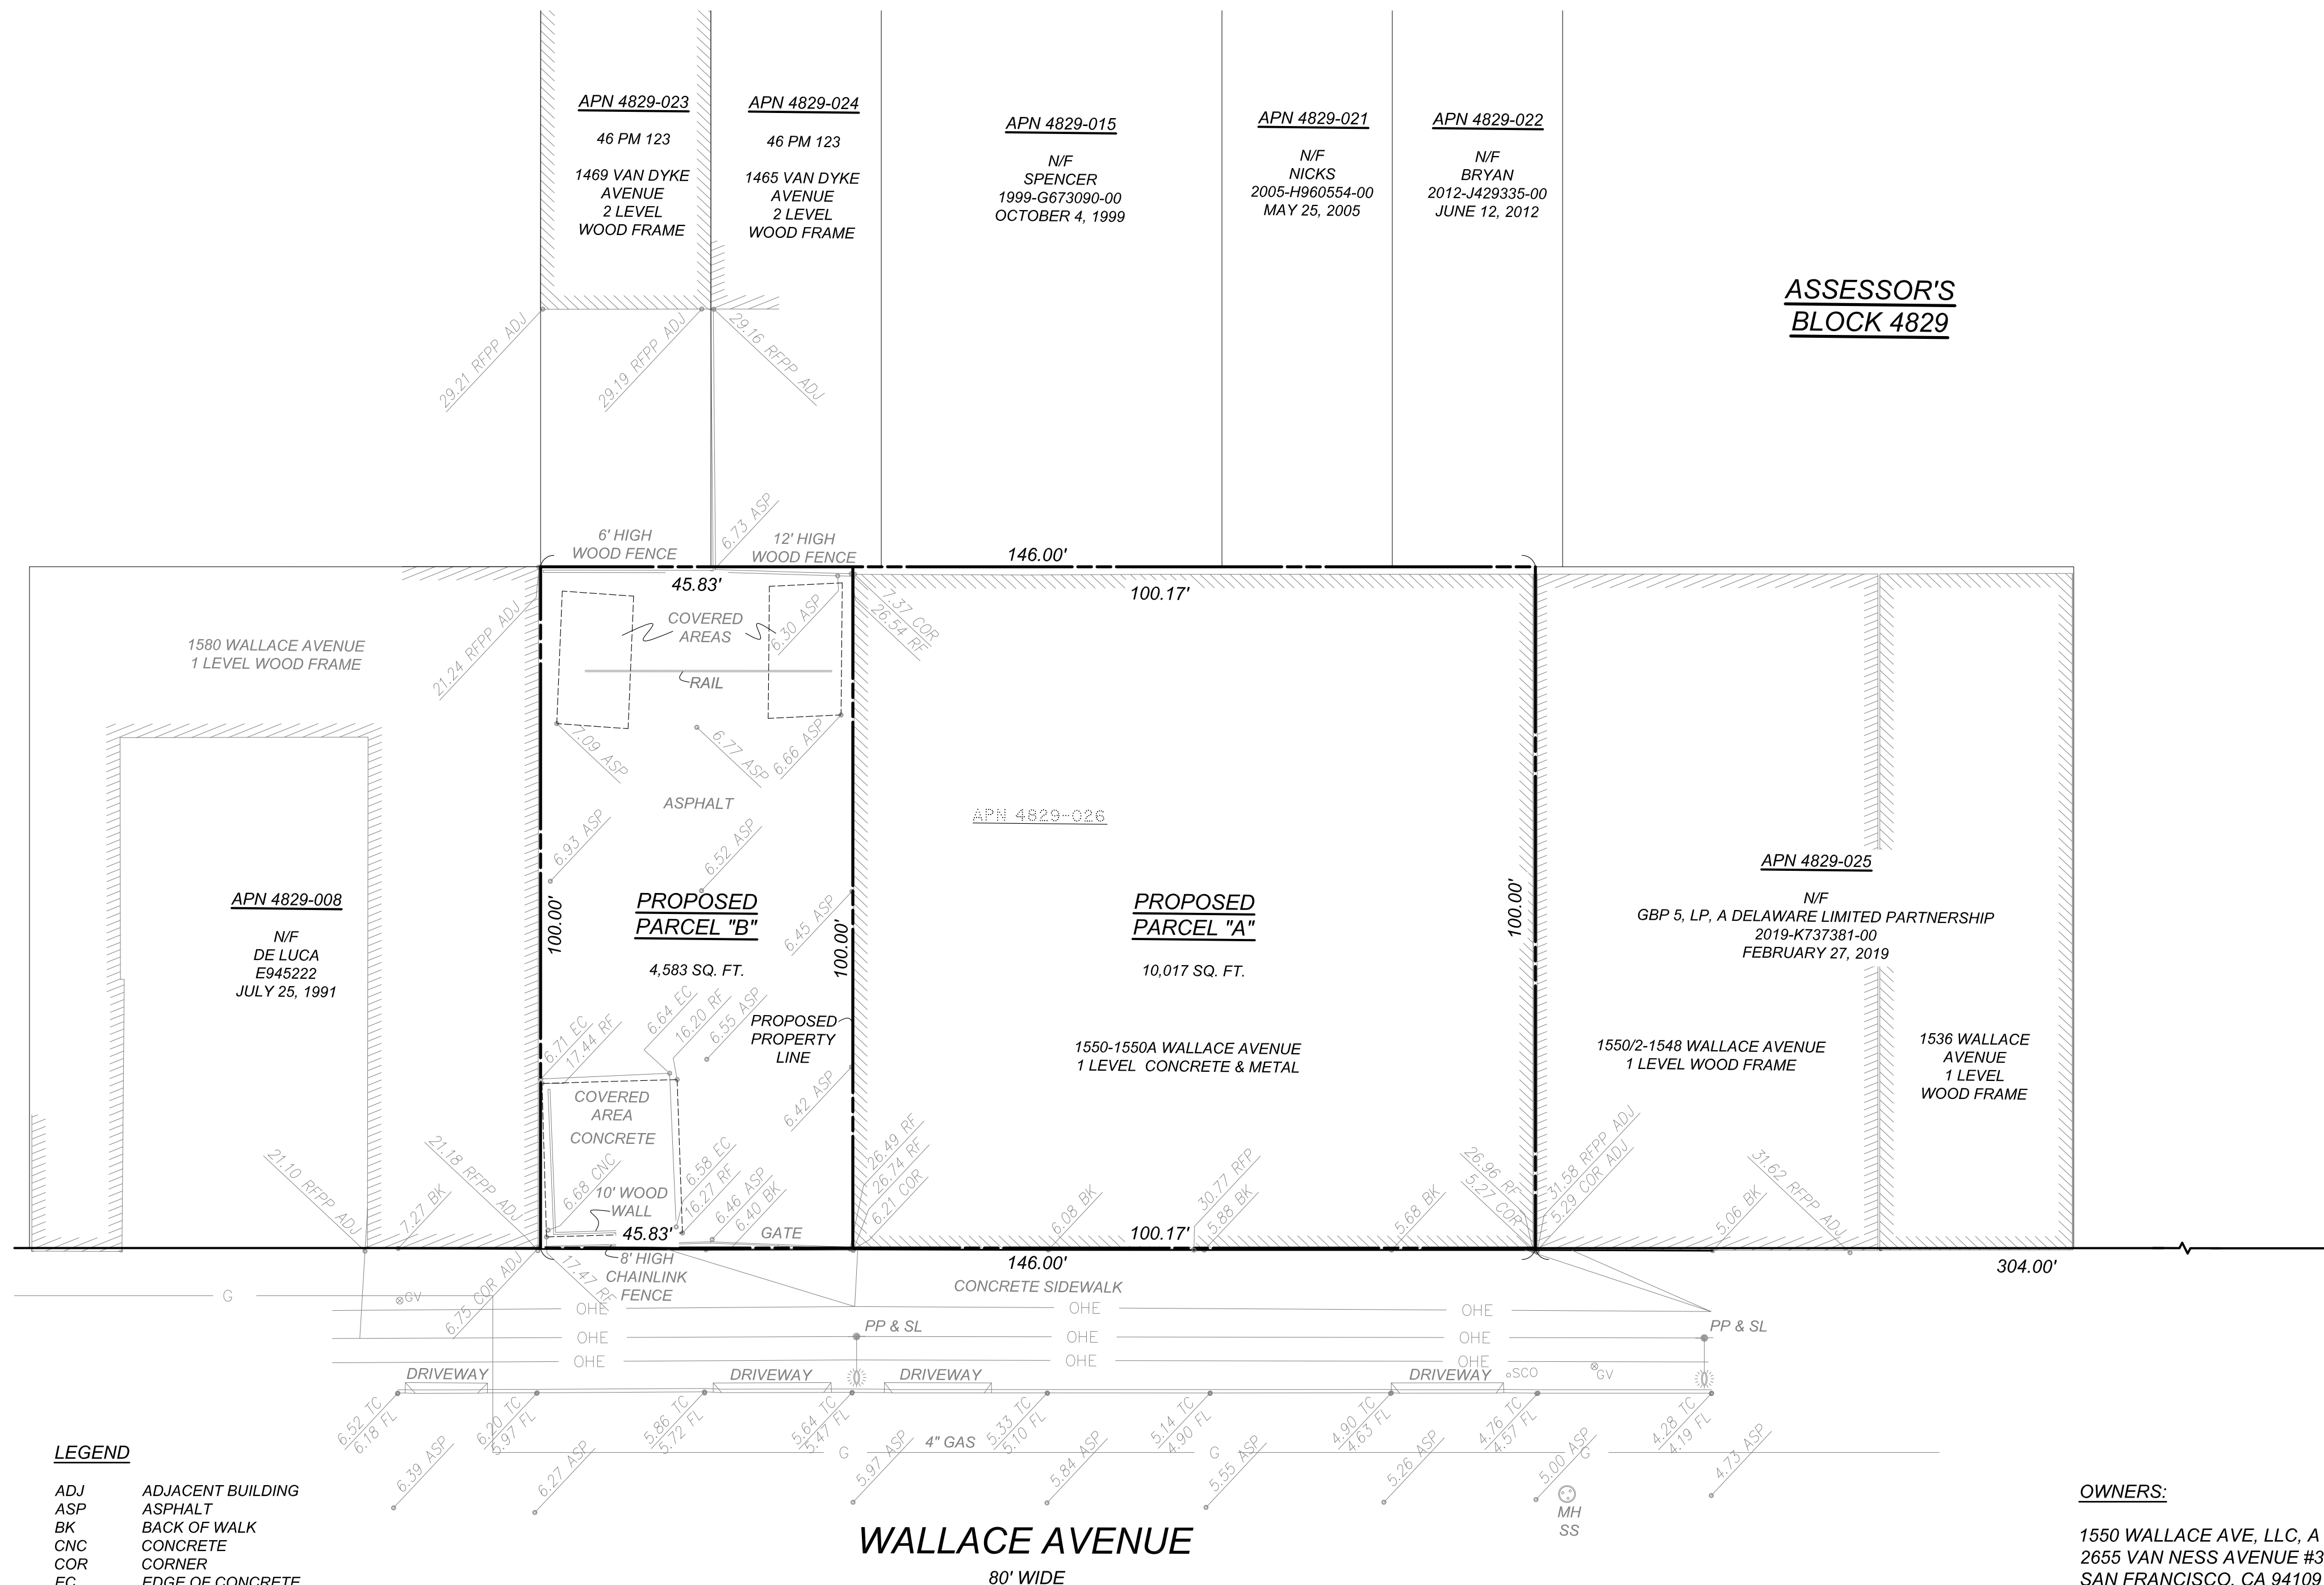 APN 4829-023
46 PM 123
1469 VAN DYKE
AVENUE
2 LEVEL
WOOD FRAME
APN 4829-024
46 PM 123
1465 VAN DYKE
AVENUE
2 LEVEL
WOOD FRAME
APN 4829-015
N/F
SPENCER
1999-G673090-00
OCTOBER 4, 1999
APN 4829-021
N/F
NICKS
2005-H960554-00
MAY 25, 2005
APN 4829-022
N/F
BRYAN
2012-J429335-00
JUNE 12, 2012
ASSESSOR'S
BLOCK 4829
29.21 RFPP ADJ
29.19 RFPP ADJ
29.16 RFPP ADJ
6' HIGH
WOOD FENCE
6.73 ASP
12' HIGH
WOOD FENCE
146.00'
45.83'
100.17'
21.24 RFPP ADJ
COVERED
AREAS
6.30 ASP
7.37 COR
26.54 RF
1580 WALLACE AVENUE
1 LEVEL WOOD FRAME
RAIL
7.09 ASP
6.77 ASP
6.66 ASP
ASPHALT
6.93 ASP
6.52 ASP
APN 4829-026
APN 4829-008
N/F
DE LUCA
E945222
JULY 25, 1991
100.00'
PROPOSED
PARCEL "B"
4,583 SQ. FT.
6.45 ASP
100.00'
PROPOSED
PARCEL "A"
10,017 SQ. FT.
100.00'
APN 4829-025
N/F
GBP 5, LP, A DELAWARE LIMITED PARTNERSHIP
2019-K737381-00
FEBRUARY 27, 2019
6.71 EC
17.44 RF
6.64 EC
16.20 RF
6.55 ASP
PROPOSED
PROPERTY
LINE
1550-1550A WALLACE AVENUE
1 LEVEL CONCRETE & METAL
1550/2-1548 WALLACE AVENUE
1 LEVEL WOOD FRAME
1536 WALLACE
AVENUE
1 LEVEL
WOOD FRAME
COVERED
AREA
CONCRETE
6.42 ASP
21.10 RFPP ADJ
7.27 BK
21.18 RFPP ADJ
6.68 CNC
10' WOOD
WALL
6.58 EC
16.27 RF
6.46 ASP
6.40 BK
GATE
26.49 RF
26.74 RF
6.21 COR
6.08 BK
30.77 RFP
5.88 BK
5.68 BK
26.96 RF
5.27 COR
31.58 RFPP ADJ
5.29 COR ADJ
5.06 BK
31.62 RFPP ADJ
45.83'
100.17'
146.00'
304.00'
6.75 COR ADJ
17.47 RF
8' HIGH
CHAINLINK
FENCE
CONCRETE SIDEWALK
G
GV
OHE
OHE
OHE
PP & SL
PP & SL
OHE
OHE
OHE
OHE
OHE
OHE
DRIVEWAY
DRIVEWAY
DRIVEWAY
DRIVEWAY
SCO
GV
6.52 TC
6.18 FL
6.20 TC
5.97 FL
5.86 TC
5.72 FL
5.64 TC
5.47 FL
5.33 TC
5.10 FL
5.14 TC
4.90 FL
4.90 TC
4.63 FL
4.76 TC
4.57 FL
4.28 TC
4.19 FL
G
4" GAS
G
G
6.39 ASP
6.27 ASP
5.97 ASP
5.84 ASP
5.55 ASP
5.26 ASP
5.00 ASP
4.73 ASP
MH
SS
WALLACE AVENUE
80' WIDE
LEGEND
ADJ ADJACENT BUILDING
ASP ASPHALT
BK BACK OF WALK
CNC CONCRETE
COR CORNER
EC EDGE OF CONCRETE
OWNERS:
1550 WALLACE AVE, LLC, A
2655 VAN NESS AVENUE #3
SAN FRANCISCO, CA 94109